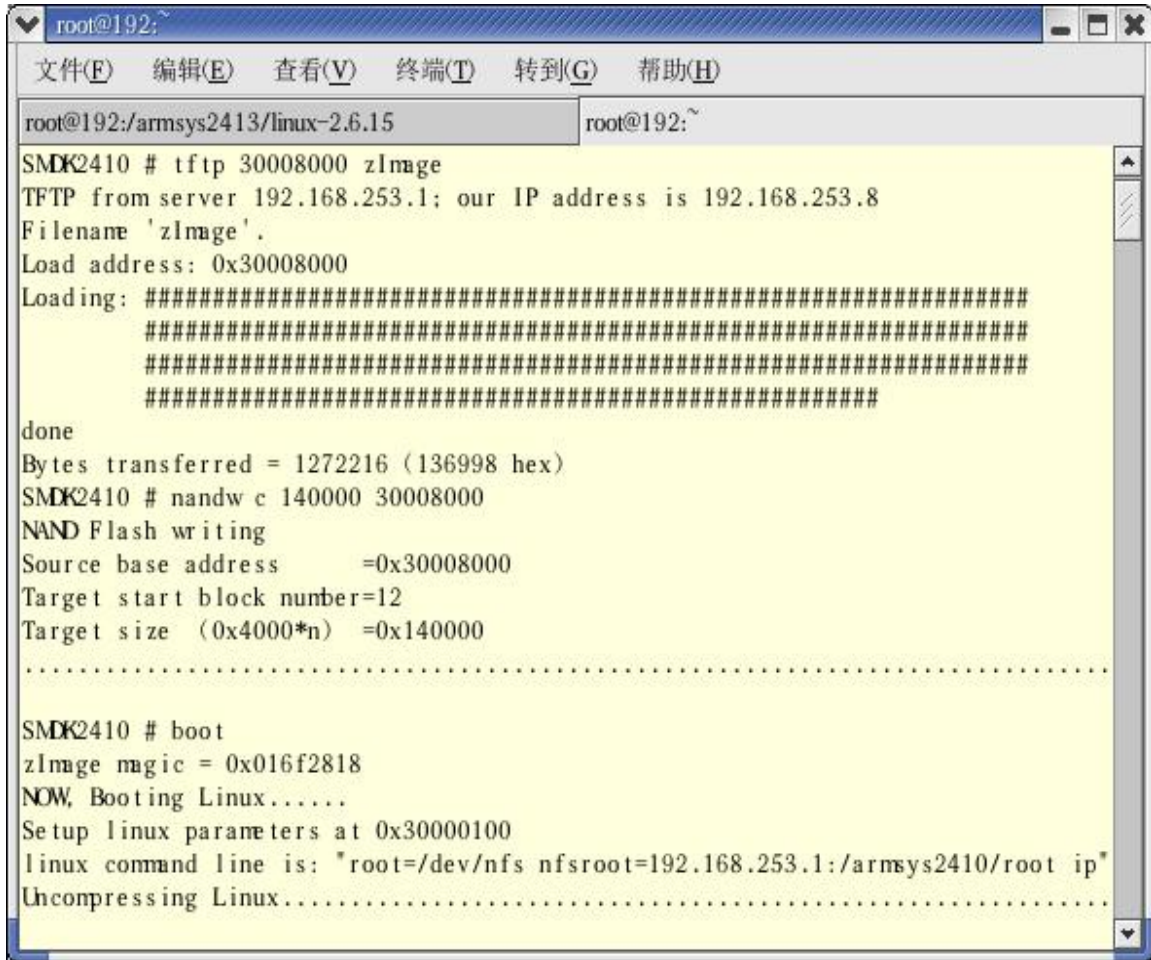 root@192:~
文件(F) 编辑(E) 查看(V) 终端(T) 转到(G) 帮助(H)
root@192:/armsys2413/linux-2.6.15 root@192:~
SMDK2410 # tftp 30008000 zImage
TFTP from server 192.168.253.1; our IP address is 192.168.253.8
Filename 'zImage'.
Load address: 0x30008000
Loading: #################################################################
#################################################################
#################################################################
######################################################
done
Bytes transferred = 1272216 (136998 hex)
SMDK2410 # nandw c 140000 30008000
NAND Flash writing
Source base address =0x30008000
Target start block number=12
Target size (0x4000*n) =0x140000
................................................................................
SMDK2410 # boot
zImage magic = 0x016f2818
NOW, Booting Linux......
Setup linux parameters at 0x30000100
linux command line is: "root=/dev/nfs nfsroot=192.168.253.1:/armsys2410/root ip"
Uncompressing Linux.............................................................